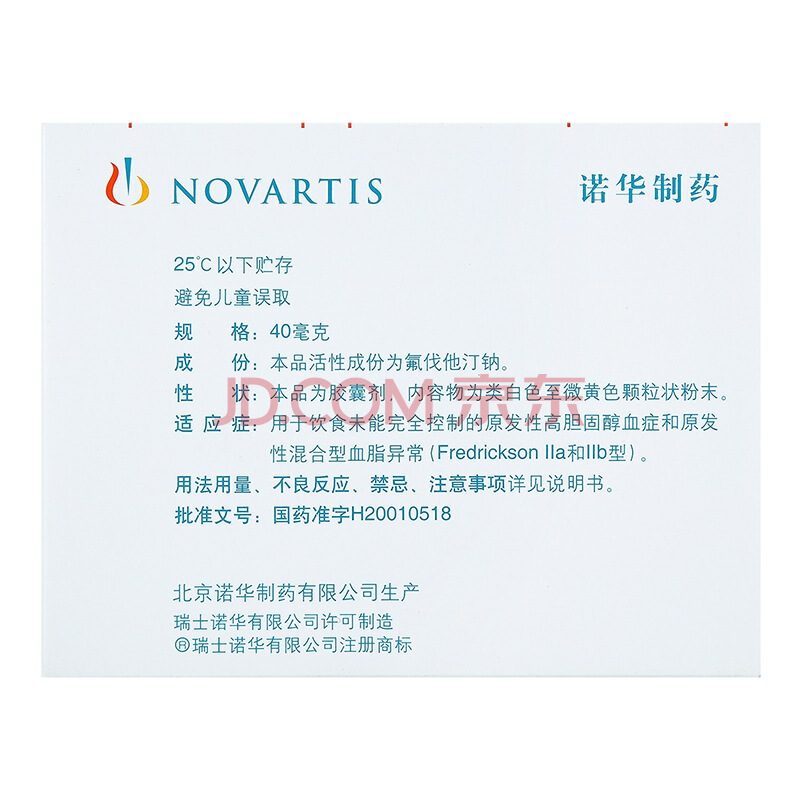 NOVARTIS 诺华制药
25℃以下贮存
避免儿童误取
规 格：40毫克
成 份：本品活性成份为氟伐他汀钠。
性 状：本品为胶囊剂，内容物为类白色至微黄色颗粒状粉末。
JD.COM 京东
适 应 症：用于饮食未能完全控制的原发性高胆固醇血症和原发
性混合型血脂异常（Fredrickson IIa和IIb型）。
用法用量、不良反应、禁忌、注意事项详见说明书。
批准文号：国药准字H20010518
北京诺华制药有限公司生产
瑞士诺华有限公司许可制造
®瑞士诺华有限公司注册商标